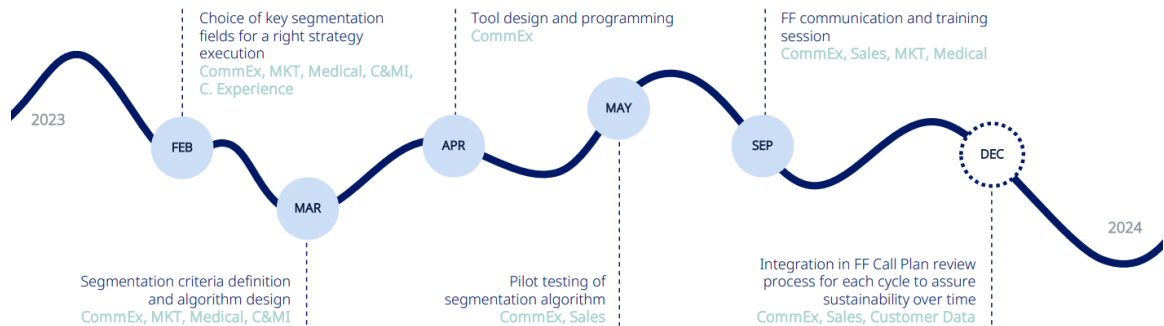 Choice of key segmentation
fields for a right strategy
execution
CommEx, MKT, Medical, C&MI,
C. Experience
Tool design and programming
CommEx
FF communication and training
session
CommEx, Sales, MKT, Medical
2023
FEB
MAR
APR
MAY
SEP
DEC
2024
Segmentation criteria definition
and algorithm design
CommEx, MKT, Medical, C&MI
Pilot testing of
segmentation algorithm
CommEx, Sales
Integration in FF Call Plan review
process for each cycle to assure
sustainability over time
CommEx, Sales, Customer Data